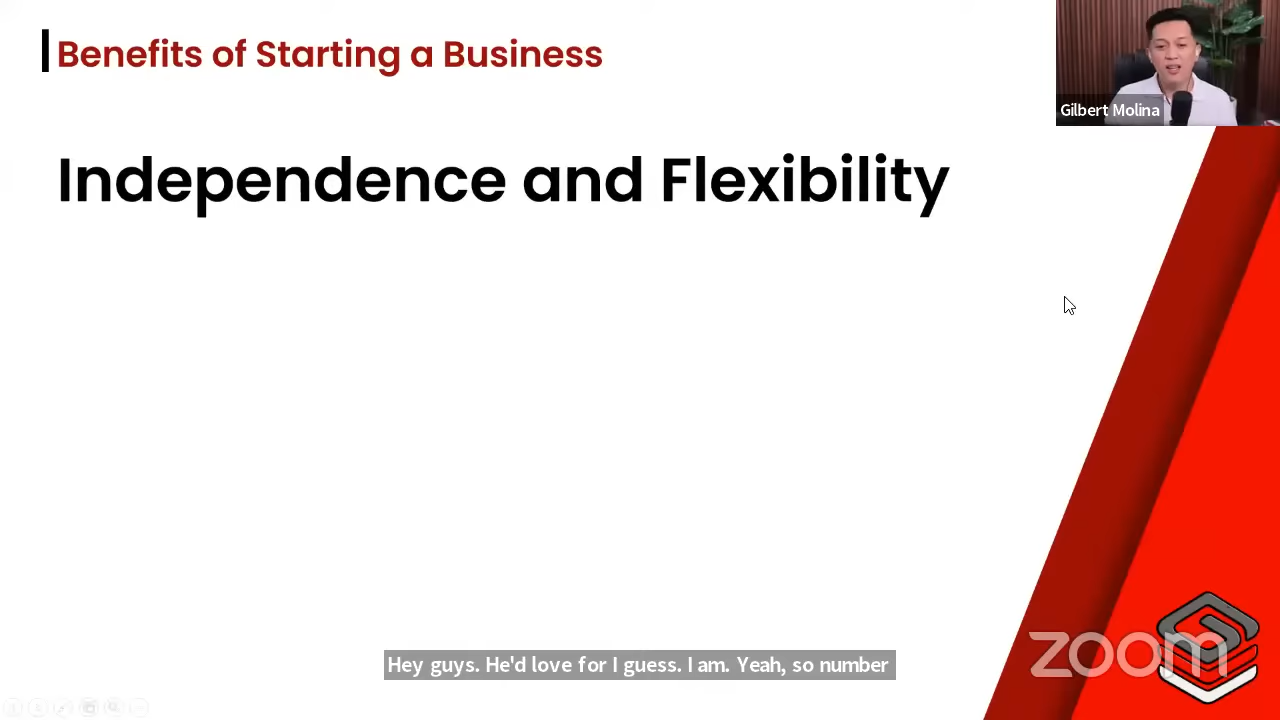 Benefits of Starting a Business
Gilbert Molina
Independence and Flexibility
Hey guys. He'd love for I guess. I am. Yeah, so number
zoom